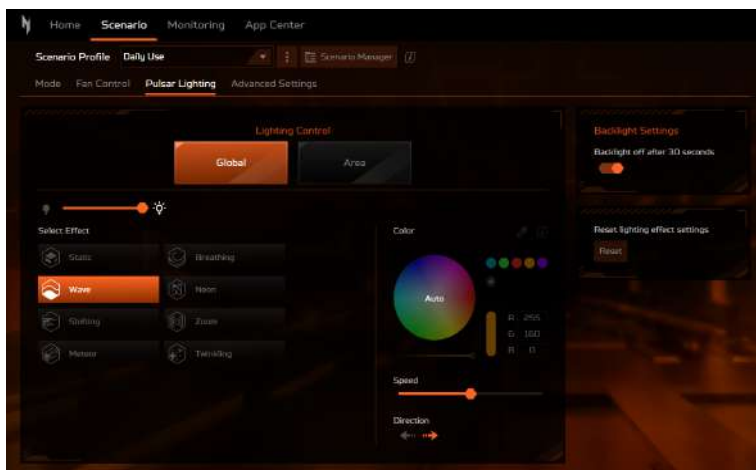 Home Scenario Monitoring App Center
Scenario Profile Daily Use Scenario Manager
Mode Fan Control Pulsar Lighting Advanced Settings
Lighting Control
Global Area
Select Effect
Static Breathing
Wave Neon
Shifting Zoom
Meteor Twinkling
Color
Auto
R 255
G 160
B 0
Speed
Direction
Backlight Settings
Backlight off after 30 seconds
Reset lighting effect settings
Reset